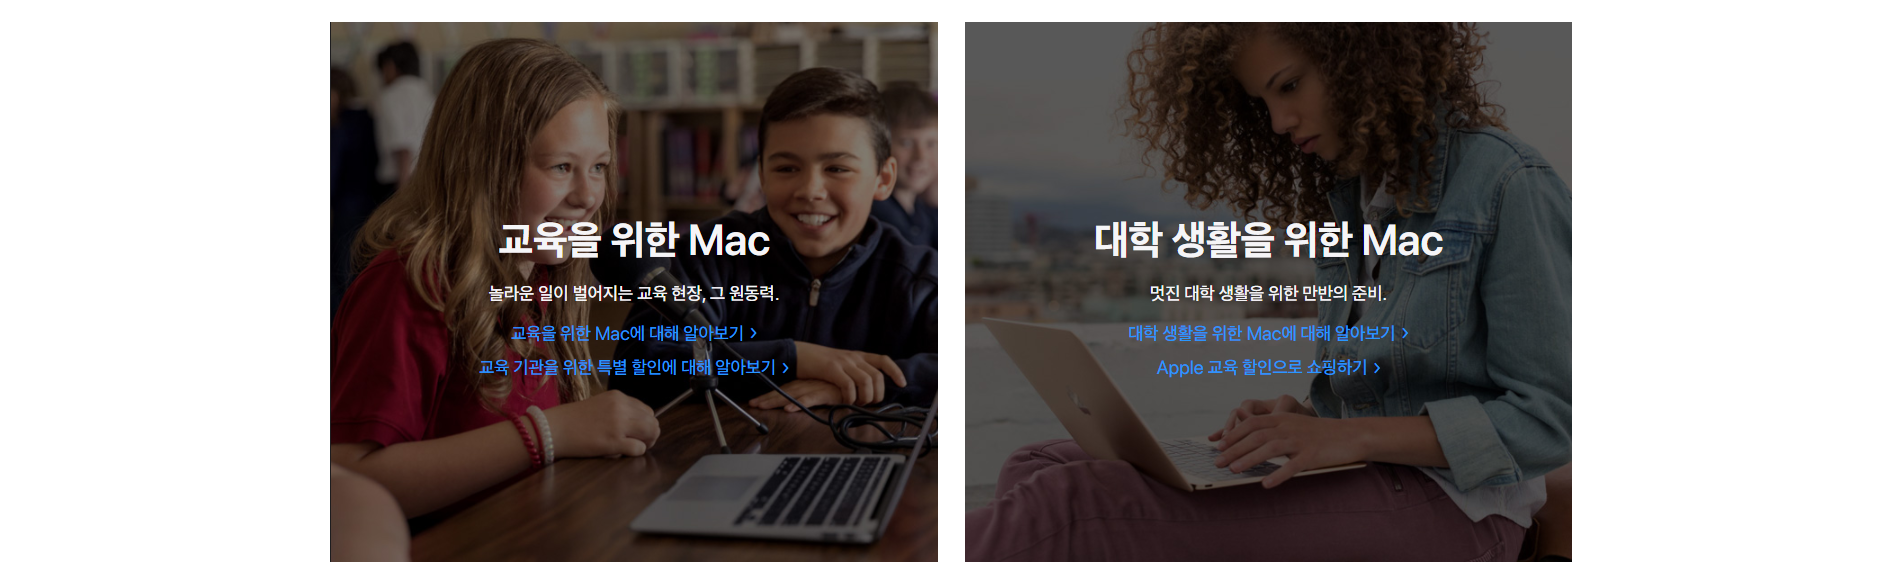 교육을 위한 Mac
놀라운 일이 벌어지는 교육 현장, 그 원동력.
교육을 위한 Mac에 대해 알아보기 >
교육 기관을 위한 특별 할인에 대해 알아보기 >
대학 생활을 위한 Mac
멋진 대학 생활을 위한 만반의 준비.
대학 생활을 위한 Mac에 대해 알아보기 >
Apple 교육 할인으로 쇼핑하기 >